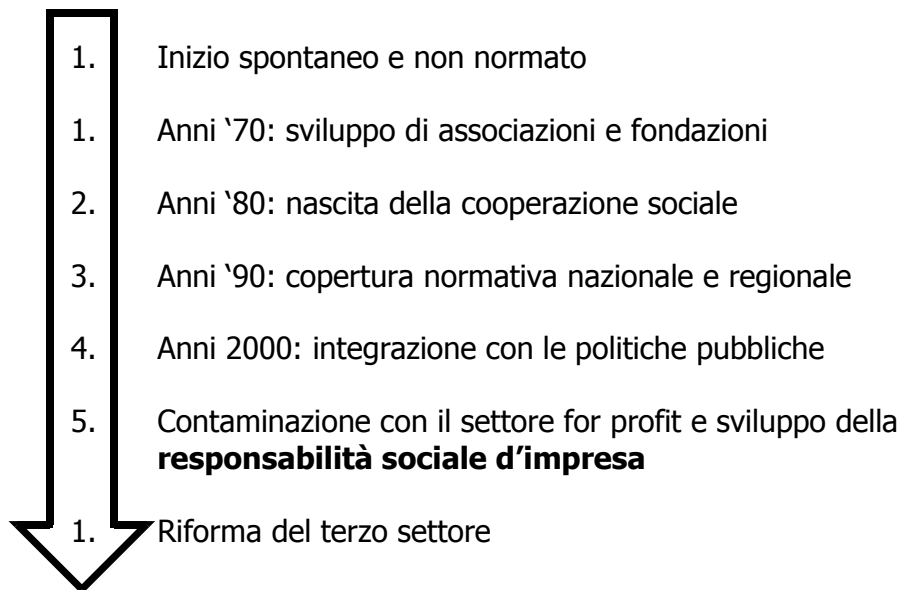 1. Inizio spontaneo e non normato
1. Anni ‘70: sviluppo di associazioni e fondazioni
2. Anni ‘80: nascita della cooperazione sociale
3. Anni ‘90: copertura normativa nazionale e regionale
4. Anni 2000: integrazione con le politiche pubbliche
5. Contaminazione con il settore for profit e sviluppo della
responsabilità sociale d’impresa
1. Riforma del terzo settore